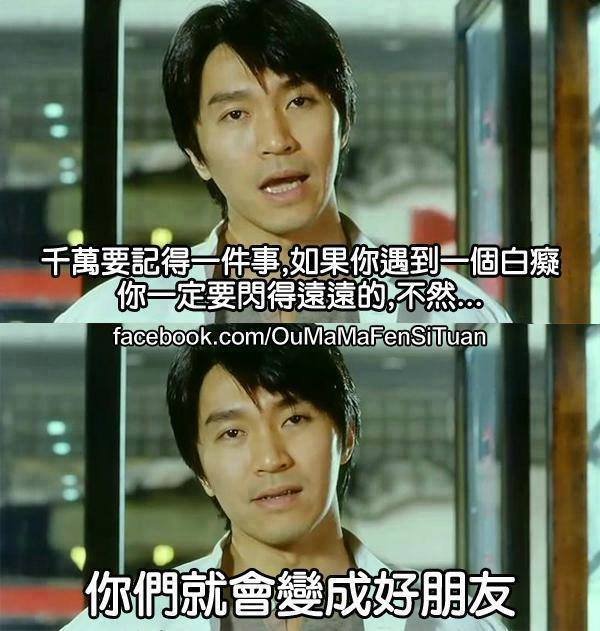 千萬要記得一件事,如果你遇到一個白癡
你一定要閃得遠遠的,不然...
facebook.com/OuMaMaFenSiTuan
你們就會變成好朋友